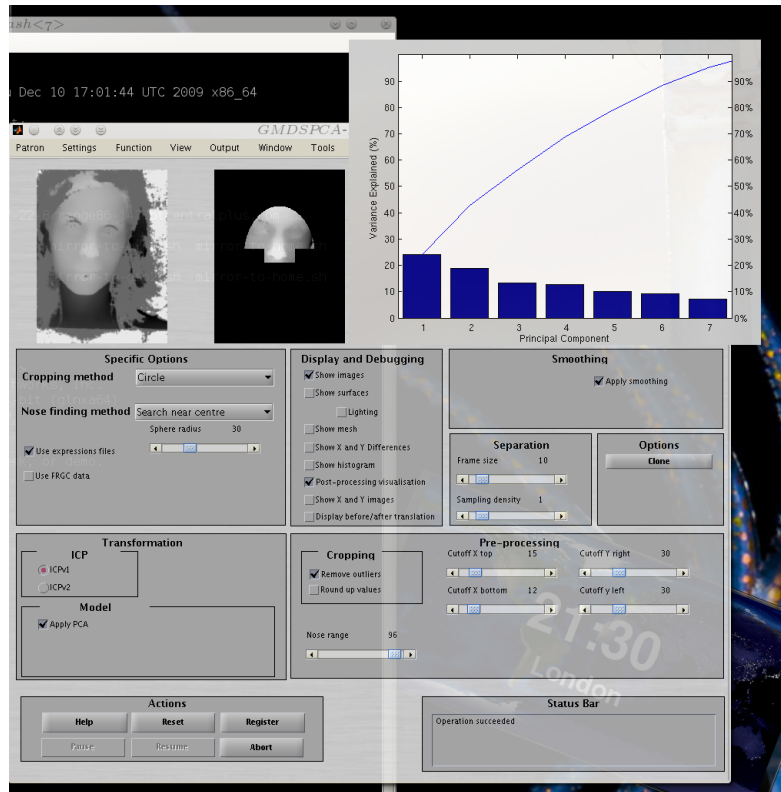 ish<7>
u Dec 10 17:01:44 UTC 2009 x86_64
GMDSPCA-
Patron Settings Function View Output Window Tools
mirror-to-home.sh
Variance Explained (%)
90
80
70
60
50
40
30
20
10
0
90%
80%
70%
60%
50%
40%
30%
20%
10%
0%
1 2 3 4 5 6 7
Principal Component
Specific Options
Cropping method Circle
Nose finding method Search near centre
Sphere radius 30
Use expressions files
Use FRGC data
Display and Debugging
Show images
Show surfaces
Lighting
Show mesh
Show X and Y Differences
Show histogram
Post-processing visualisation
Show X and Y images
Display before/after translation
Smoothing
Apply smoothing
Separation
Frame size 10
Sampling density 1
Options
Clone
Transformation
ICP
ICPv1
ICPv2
Model
Apply PCA
Pre-processing
Cropping
Remove outliers
Round up values
Nose range 96
Cutoff X top 15
Cutoff Y right 30
Cutoff X bottom 12
Cutoff y left 30
21:30
London
Actions
Help Reset Register
Pause Resume Abort
Status Bar
Operation succeeded